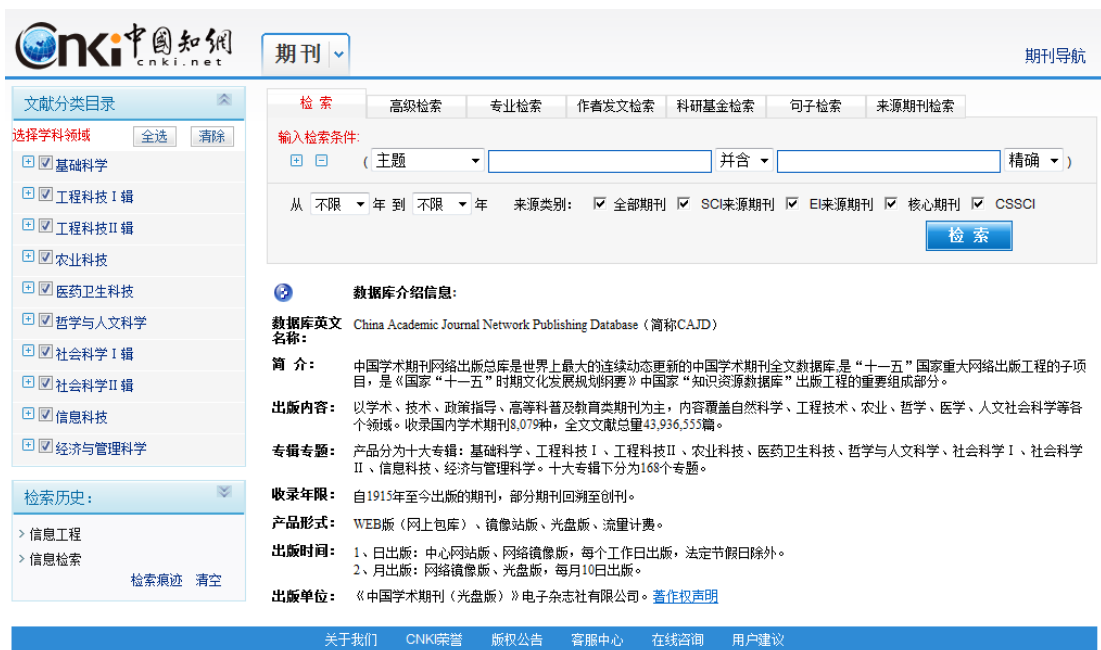 cnki中國知網
cnki.net
期刊
期刊导航
文献分类目录
选择学科领域 全选 清除
基础科学
工程科技 I 辑
工程科技II 辑
农业科技
医药卫生科技
哲学与人文科学
社会科学 I 辑
社会科学II 辑
信息科技
经济与管理科学
检索历史：
> 信息工程
> 信息检索
检索痕迹 清空
检 索 高级检索 专业检索 作者发文检索 科研基金检索 句子检索 来源期刊检索
输入检索条件:
( 主题 并含 精确 )
从 不限 年 到 不限 年 来源类别: 全部期刊 SCI来源期刊 EI来源期刊 核心期刊 CSSCI
检 索
数据库介绍信息:
数据库英文名称： China Academic Journal Network Publishing Database（简称CAJD）
简 介： 中国学术期刊网络出版总库是世界上最大的连续动态更新的中国学术期刊全文数据库,是“十一五”国家重大网络出版工程的子项
目，是《国家“十一五”时期文化发展规划纲要》中国家“知识资源数据库”出版工程的重要组成部分。
出版内容： 以学术、技术、政策指导、高等科普及教育类期刊为主，内容覆盖自然科学、工程技术、农业、哲学、医学、人文社会科学等各
个领域。收录国内学术期刊8,079种，全文文献总量43,936,555篇。
专辑专题： 产品分为十大专辑：基础科学、工程科技 I 、工程科技II 、农业科技、医药卫生科技、哲学与人文科学、社会科学 I 、社会科学
II 、信息科技、经济与管理科学。十大专辑下分为168个专题。
收录年限： 自1915年至今出版的期刊，部分期刊回溯至创刊。
产品形式： WEB版（网上包库）、镜像站版、光盘版、流量计费。
出版时间： 1、日出版：中心网站版、网络镜像版，每个工作日出版，法定节假日除外。
2、月出版：网络镜像版、光盘版，每月10日出版。
出版单位： 《中国学术期刊（光盘版）》电子杂志社有限公司。著作权声明
关于我们 CNKI荣誉 版权公告 客服中心 在线咨询 用户建议